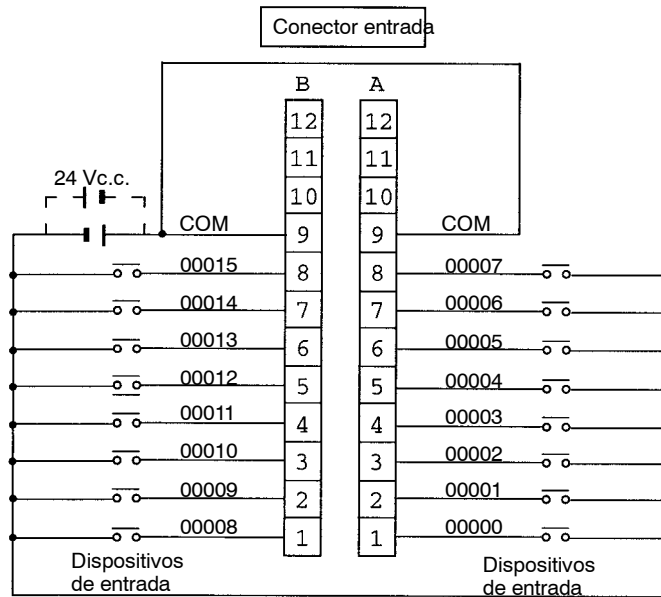 Conector entrada
B A
12 12
11 11
24 Vc.c.
10 10
COM 9 9 COM
00015 8 8 00007
00014 7 7 00006
00013 6 6 00005
00012 5 5 00004
00011 4 4 00003
00010 3 3 00002
00009 2 2 00001
00008 1 1 00000
Dispositivos
de entrada
Dispositivos
de entrada